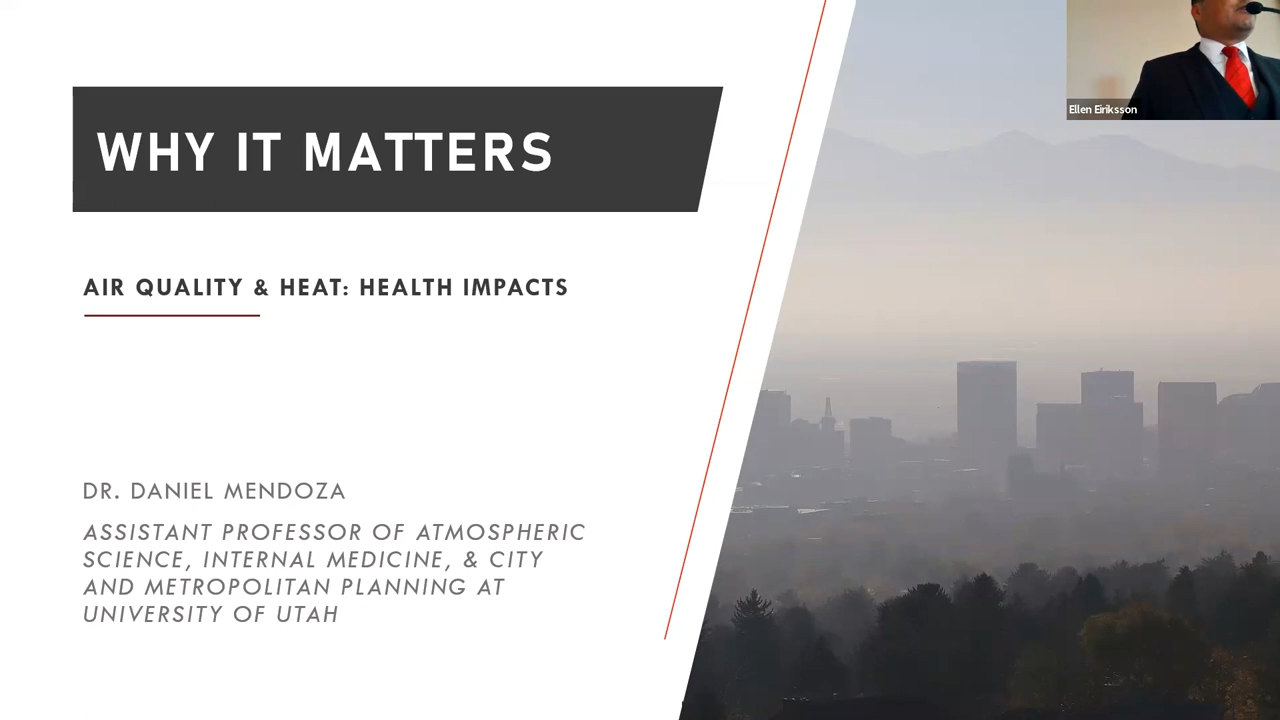 WHY IT MATTERS
AIR QUALITY & HEAT: HEALTH IMPACTS
DR. DANIEL MENDOZA
ASSISTANT PROFESSOR OF ATMOSPHERIC
SCIENCE, INTERNAL MEDICINE, & CITY
AND METROPOLITAN PLANNING AT
UNIVERSITY OF UTAH
Ellen Eiriksson